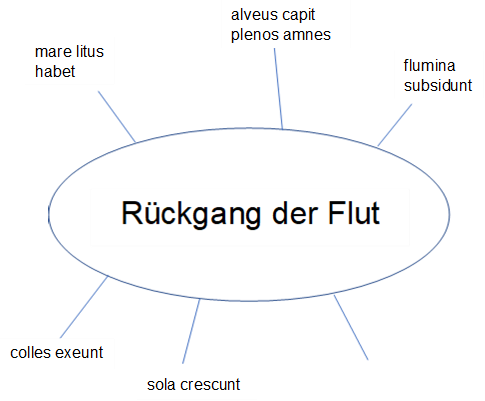 alveus capit
plenos amnes
mare litus
habet
flumina
subsidunt
Rückgang der Flut
colles exeunt
sola crescunt